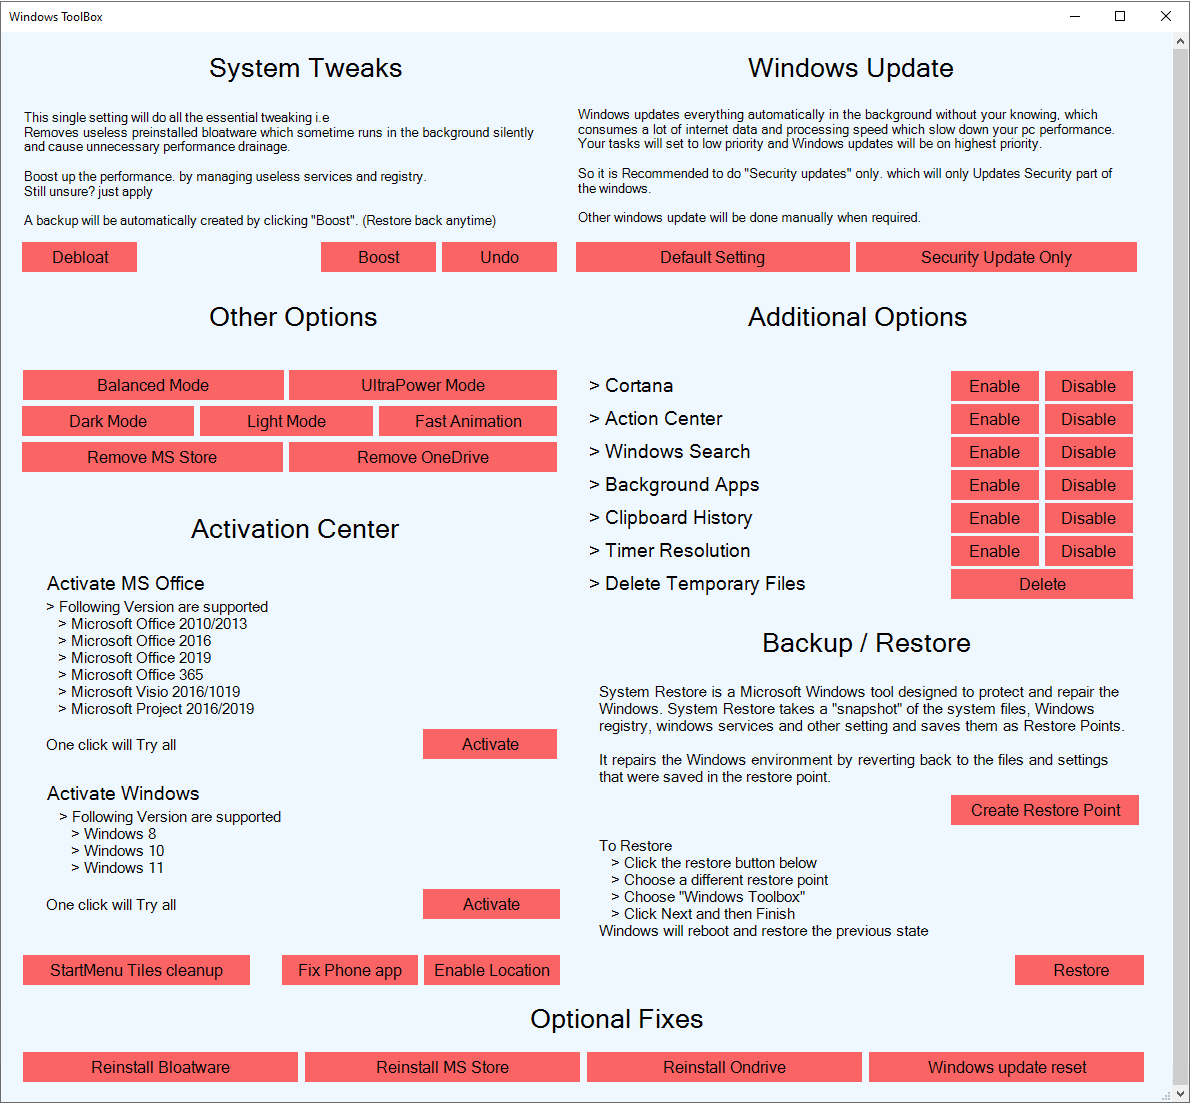 Windows ToolBox
System Tweaks
This single setting will do all the essential tweaking i.e
Removes useless preinstalled bloatware which sometime runs in the background silently
and cause unnecessary performance drainage.
Boost up the performance. by managing useless services and registry.
Still unsure? just apply
A backup will be automatically created by clicking "Boost". (Restore back anytime)
Debloat
Boost
Undo
Windows Update
Windows updates everything automatically in the background without your knowing, which
consumes a lot of internet data and processing speed which slow down your pc performance.
Your tasks will set to low priority and Windows updates will be on highest priority.
So it is Recommended to do "Security updates" only. which will only Updates Security part of
the windows.
Other windows update will be done manually when required.
Default Setting
Security Update Only
Other Options
Balanced Mode
UltraPower Mode
Dark Mode
Light Mode
Fast Animation
Remove MS Store
Remove OneDrive
Additional Options
> Cortana
Enable
Disable
> Action Center
Enable
Disable
> Windows Search
Enable
Disable
> Background Apps
Enable
Disable
> Clipboard History
Enable
Disable
> Timer Resolution
Enable
Disable
> Delete Temporary Files
Delete
Activation Center
Activate MS Office
> Following Version are supported
> Microsoft Office 2010/2013
> Microsoft Office 2016
> Microsoft Office 2019
> Microsoft Office 365
> Microsoft Visio 2016/1019
> Microsoft Project 2016/2019
One click will Try all
Activate
Activate Windows
> Following Version are supported
> Windows 8
> Windows 10
> Windows 11
One click will Try all
Activate
StartMenu Tiles cleanup
Fix Phone app
Enable Location
Backup / Restore
System Restore is a Microsoft Windows tool designed to protect and repair the
Windows. System Restore takes a "snapshot" of the system files, Windows
registry, windows services and other setting and saves them as Restore Points.
It repairs the Windows environment by reverting back to the files and settings
that were saved in the restore point.
Create Restore Point
To Restore
> Click the restore button below
> Choose a different restore point
> Choose "Windows Toolbox"
> Click Next and then Finish
Windows will reboot and restore the previous state
Restore
Optional Fixes
Reinstall Bloatware
Reinstall MS Store
Reinstall Ondrive
Windows update reset